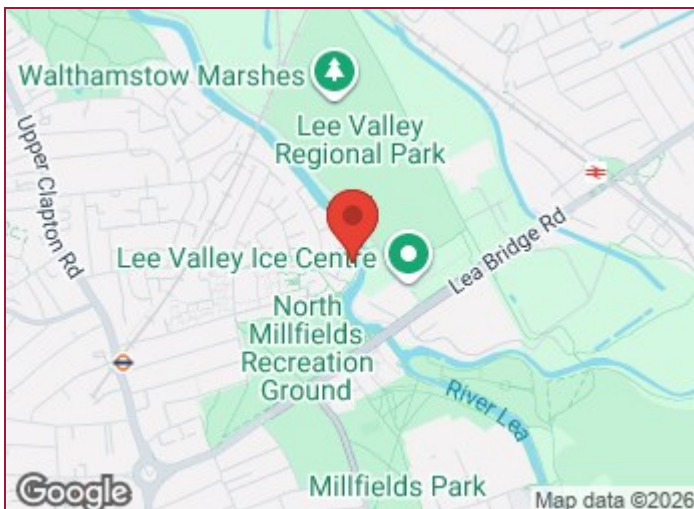 Walthamstow Marshes
Lee Valley
Regional Park
Upper Clapton Rd
Lea Bridge Rd
Lee Valley Ice Centre
North
Millfields
Recreation
Ground
River Lea
Millfields Park
Google
Map data ©2026